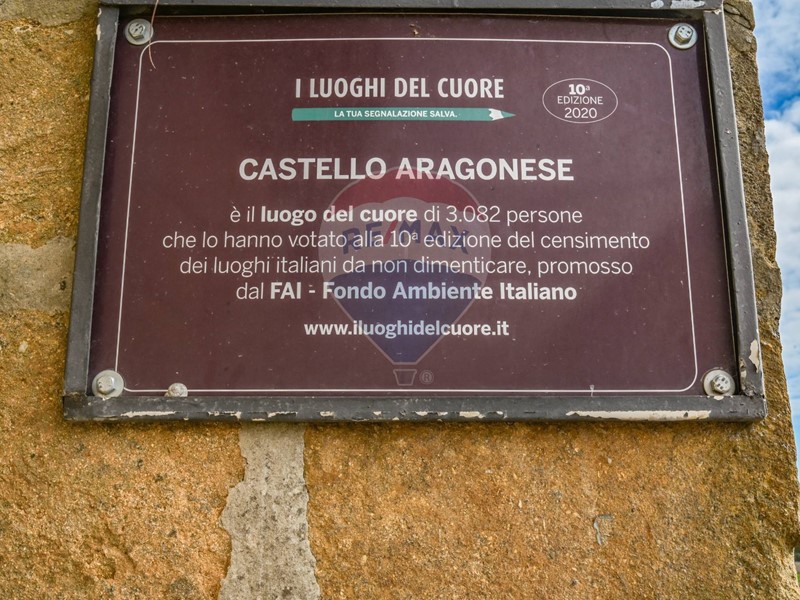 I LUOGHI DEL CUORE
LA TUA SEGNALAZIONE SALVA.
10ª
EDIZIONE
2020
CASTELLO ARAGONESE
è il luogo del cuore di 3.082 persone
che lo hanno votato alla 10ª edizione del censimento
dei luoghi italiani da non dimenticare, promosso
dal FAI - Fondo Ambiente Italiano
www.iluoghidelcuore.it
RE/MAX